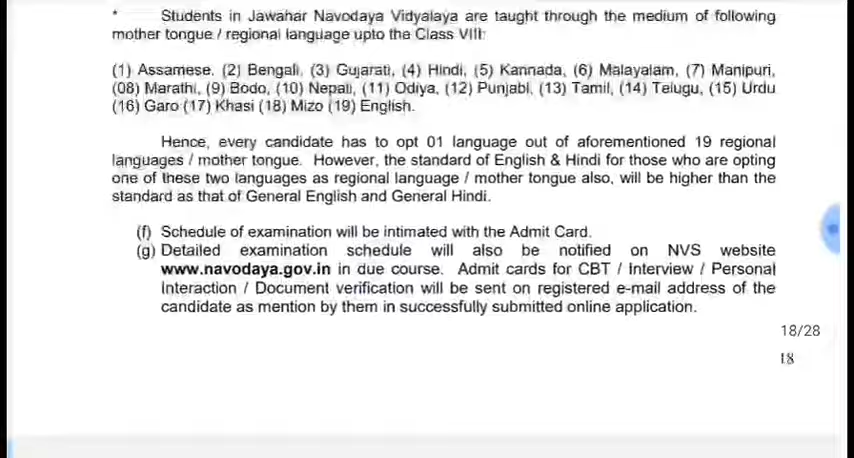 * Students in Jawahar Navodaya Vidyalaya are taught through the medium of following
mother tongue / regional language upto the Class VIII:
(1) Assamese. (2) Bengali, (3) Gujarati, (4) Hindi, (5) Kannada, (6) Malayalam, (7) Manipuri,
(08) Marathi, (9) Bodo, (10) Nepali, (11) Odiya, (12) Punjabi, (13) Tamil, (14) Telugu, (15) Urdu
(16) Garo (17) Khasi (18) Mizo (19) English.
Hence, every candidate has to opt 01 language out of aforementioned 19 regional
languages / mother tongue. However, the standard of English & Hindi for those who are opting
one of these two languages as regional language / mother tongue also, will be higher than the
standard as that of General English and General Hindi.
(f) Schedule of examination will be intimated with the Admit Card.
(g) Detailed examination schedule will also be notified on NVS website
www.navodaya.gov.in in due course. Admit cards for CBT / Interview / Personal
Interaction / Document verification will be sent on registered e-mail address of the
candidate as mention by them in successfully submitted online application.
18/28
18